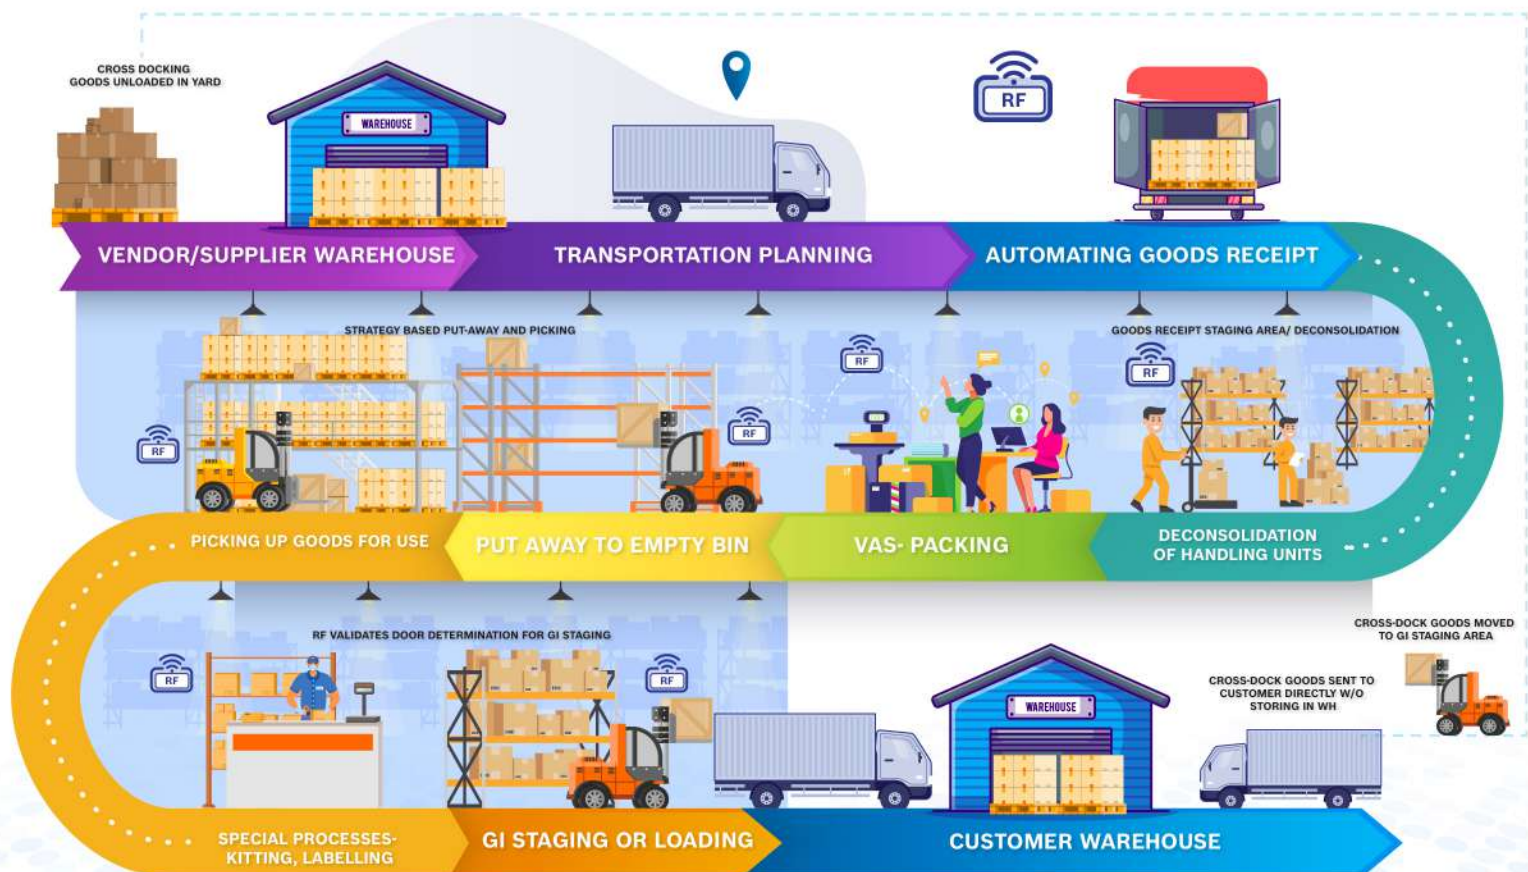 CROSS DOCKING
GOODS UNLOADED IN YARD
WAREHOUSE
RF
VENDOR/SUPPLIER WAREHOUSE
TRANSPORTATION PLANNING
AUTOMATING GOODS RECEIPT
STRATEGY BASED PUT-AWAY AND PICKING
GOODS RECEIPT STAGING AREA/ DECONSOLIDATION
RF
RF
RF
RF
PICKING UP GOODS FOR USE
PUT AWAY TO EMPTY BIN
VAS- PACKING
DECONSOLIDATION
OF HANDLING UNITS
RF VALIDATES DOOR DETERMINATION FOR GI STAGING
CROSS-DOCK GOODS MOVED
TO GI STAGING AREA
RF
RF
CROSS-DOCK GOODS SENT TO
CUSTOMER DIRECTLY W/O
STORING IN WH
WAREHOUSE
SPECIAL PROCESSES-
KITTING, LABELLING
GI STAGING OR LOADING
CUSTOMER WAREHOUSE